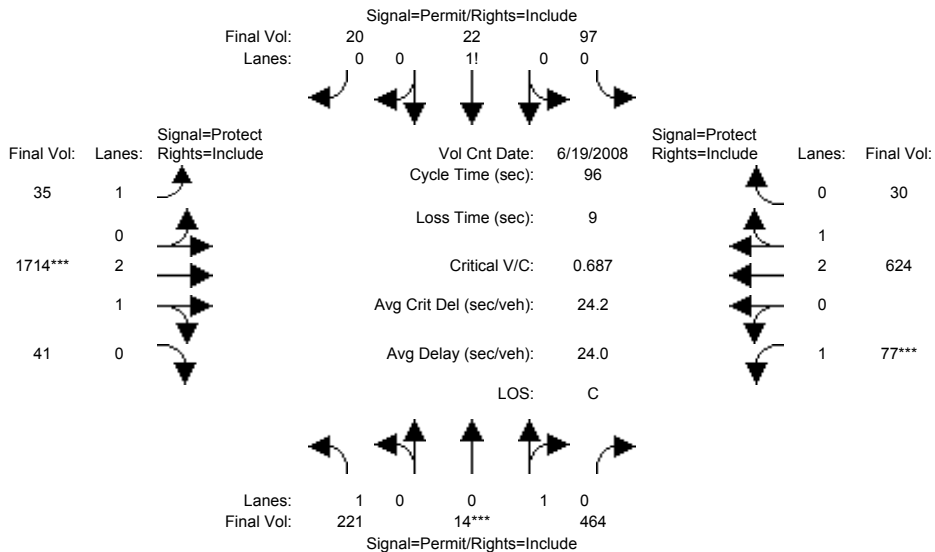 Signal=Permit/Rights=Include
Final Vol: 20 22 97
Lanes: 0 0 1! 0 0
Signal=Protect Signal=Protect
Final Vol: Lanes: Rights=Include Vol Cnt Date: 6/19/2008 Rights=Include Lanes: Final Vol:
Cycle Time (sec): 96
35 1 0 30
Loss Time (sec): 9
0 1
1714*** 2 Critical V/C: 0.687 2 624
1 Avg Crit Del (sec/veh): 24.2 0
41 0 Avg Delay (sec/veh): 24.0 1 77***
LOS: C
Lanes: 1 0 0 1 0
Final Vol: 221 14*** 464
Signal=Permit/Rights=Include